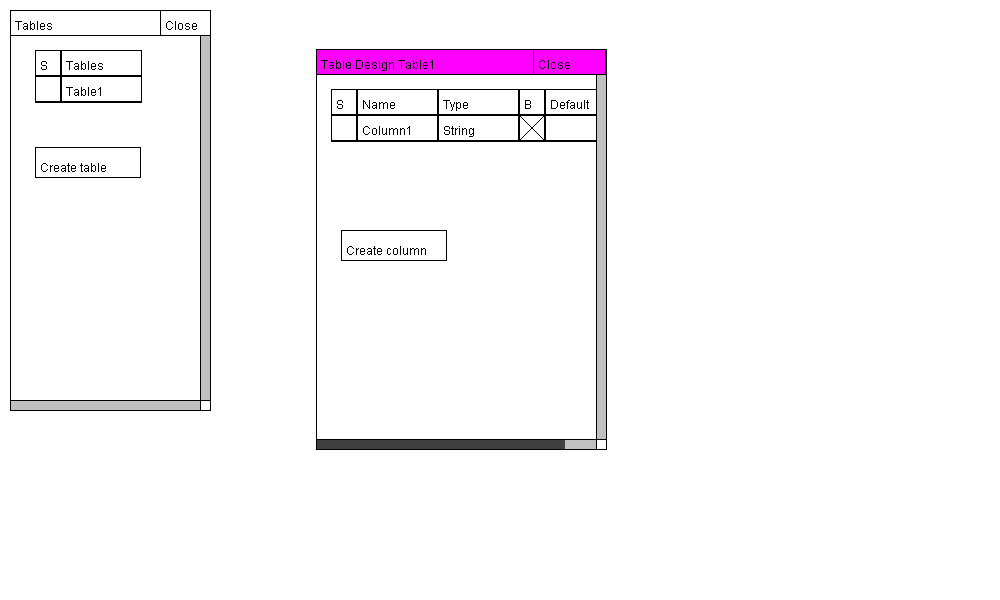 Tables Close
S Tables
Table1
Create table
Table Design Table1 Close
S Name Type B Default
Column1 String
Create column